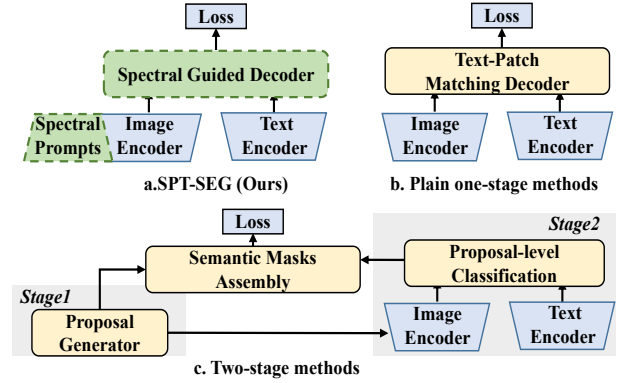 Loss
Spectral Guided Decoder
Spectral
Prompts
Image
Encoder
Text
Encoder
a.SPT-SEG (Ours)
Loss
Text-Patch
Matching Decoder
Image
Encoder
Text
Encoder
b. Plain one-stage methods
Loss
Stage2
Semantic Masks
Assembly
Proposal-level
Classification
Stage1
Proposal
Generator
Image
Encoder
Text
Encoder
c. Two-stage methods